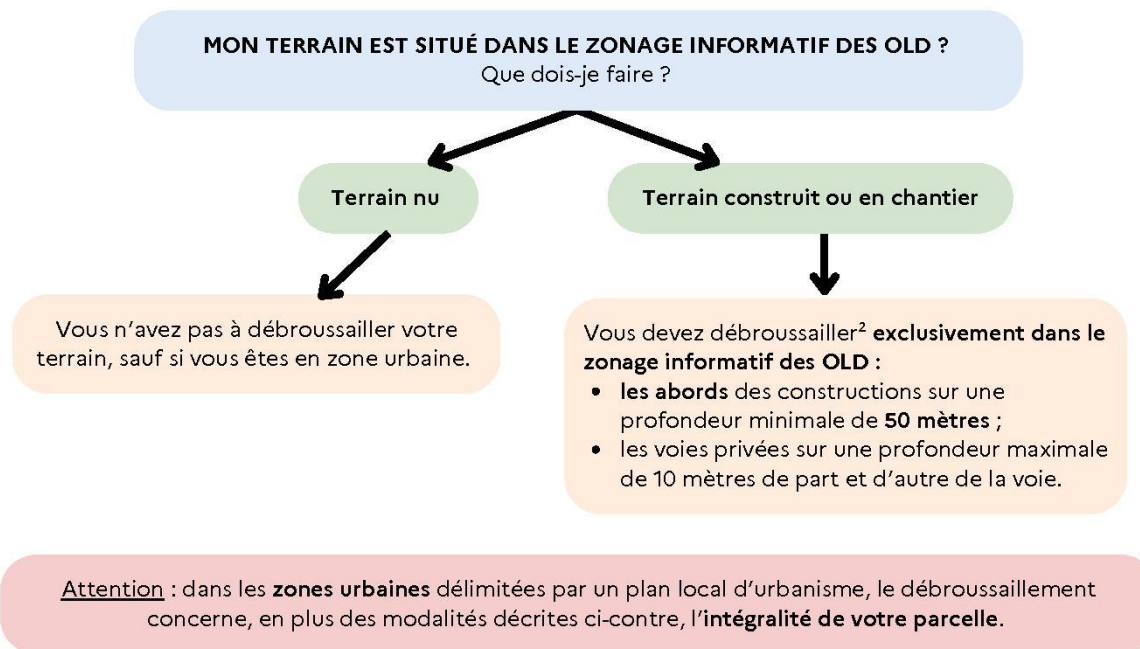 MON TERRAIN EST SITUÉ DANS LE ZONAGE INFORMATIF DES OLD ?
Que dois-je faire ?
Terrain nu
Terrain construit ou en chantier
Vous n'avez pas à débroussailler votre
terrain, sauf si vous êtes en zone urbaine.
Vous devez débroussailler² exclusivement dans le
zonage informatif des OLD :
• les abords des constructions sur une
profondeur minimale de 50 mètres ;
• les voies privées sur une profondeur maximale
de 10 mètres de part et d'autre de la voie.
Attention : dans les zones urbaines délimitées par un plan local d'urbanisme, le débroussaillement
concerne, en plus des modalités décrites ci-contre, l'intégralité de votre parcelle.